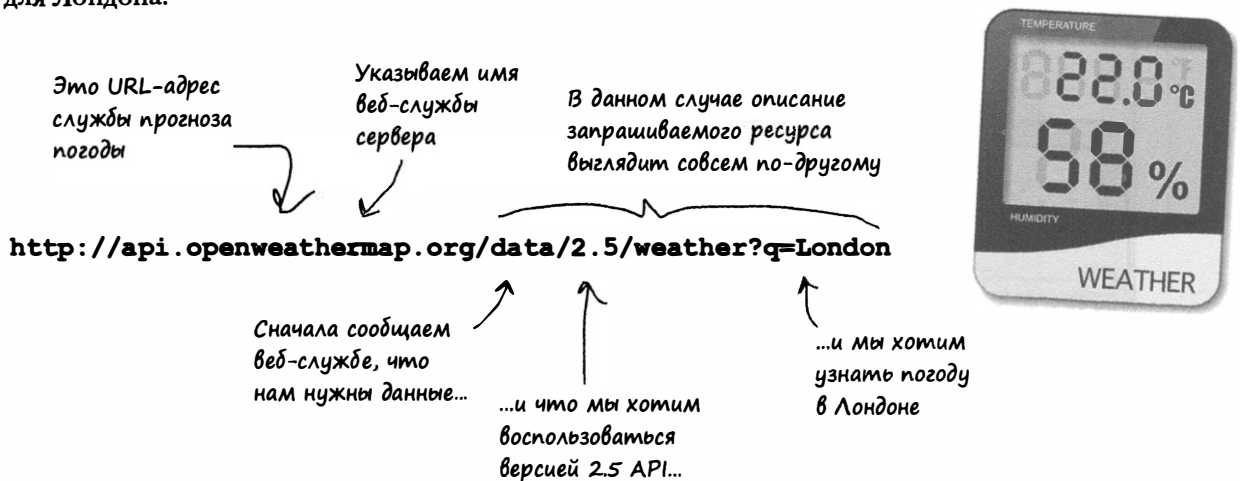 для Лондона.
Это URL-адрес
службы прогноза
погоды
Указываем имя
веб-службы
сервера
В данном случае описание
запрашиваемого ресурса
выглядит совсем по-другому
http://api.openweathermap.org/data/2.5/weather?q=London
Сначала сообщаем
веб-службе, что
нам нужны данные...
...и что мы хотим
воспользоваться
версией 2.5 API...
...и мы хотим
узнать погоду
в Лондоне
TEMPERATURE
22.0 °F
°C
58 %
HUMIDITY
WEATHER